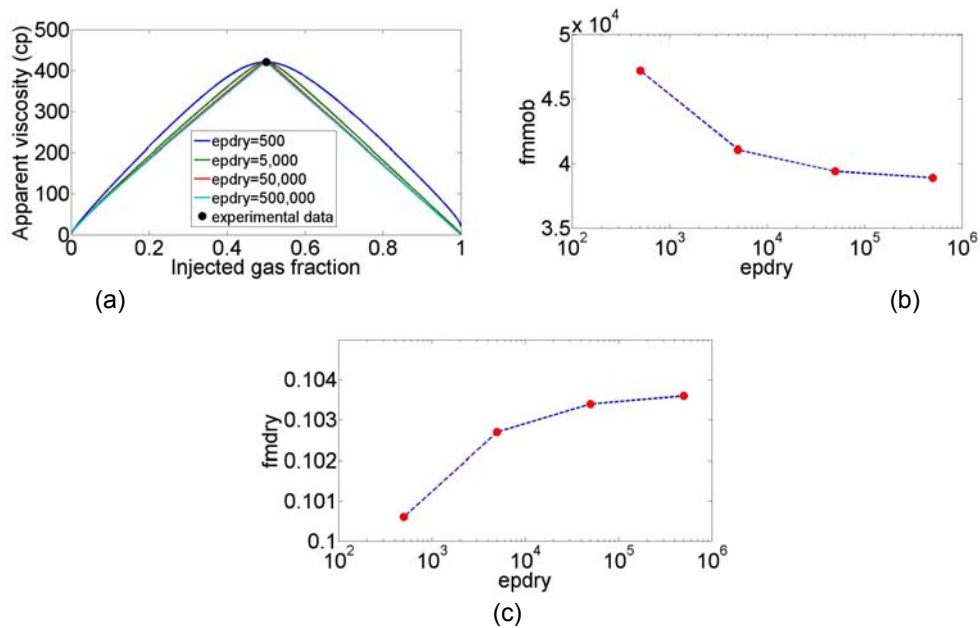 500
400
300
200
100
0
Apparent viscosity (cp)
epdry=500
epdry=5,000
epdry=50,000
epdry=500,000
experimental data
0 0.2 0.4 0.6 0.8 1
Injected gas fraction
(a)
5 x 10^4
4.5
4
3.5
fmmob
10^2 10^3 10^4 10^5 10^6
epdry
(b)
0.104
0.103
0.102
0.101
0.1
fmdry
10^2 10^3 10^4 10^5 10^6
epdry
(c)